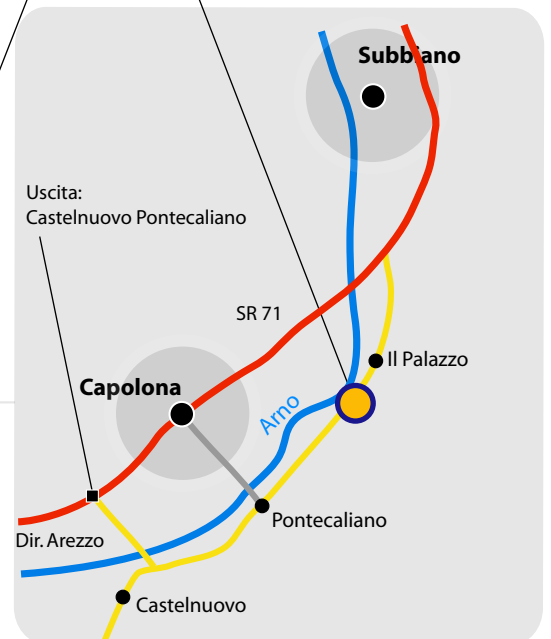 Subbiano
Uscita:
Castelnuovo Pontecaliano
SR 71
Il Palazzo
Capolona
Arno
Pontecaliano
Dir. Arezzo
Castelnuovo